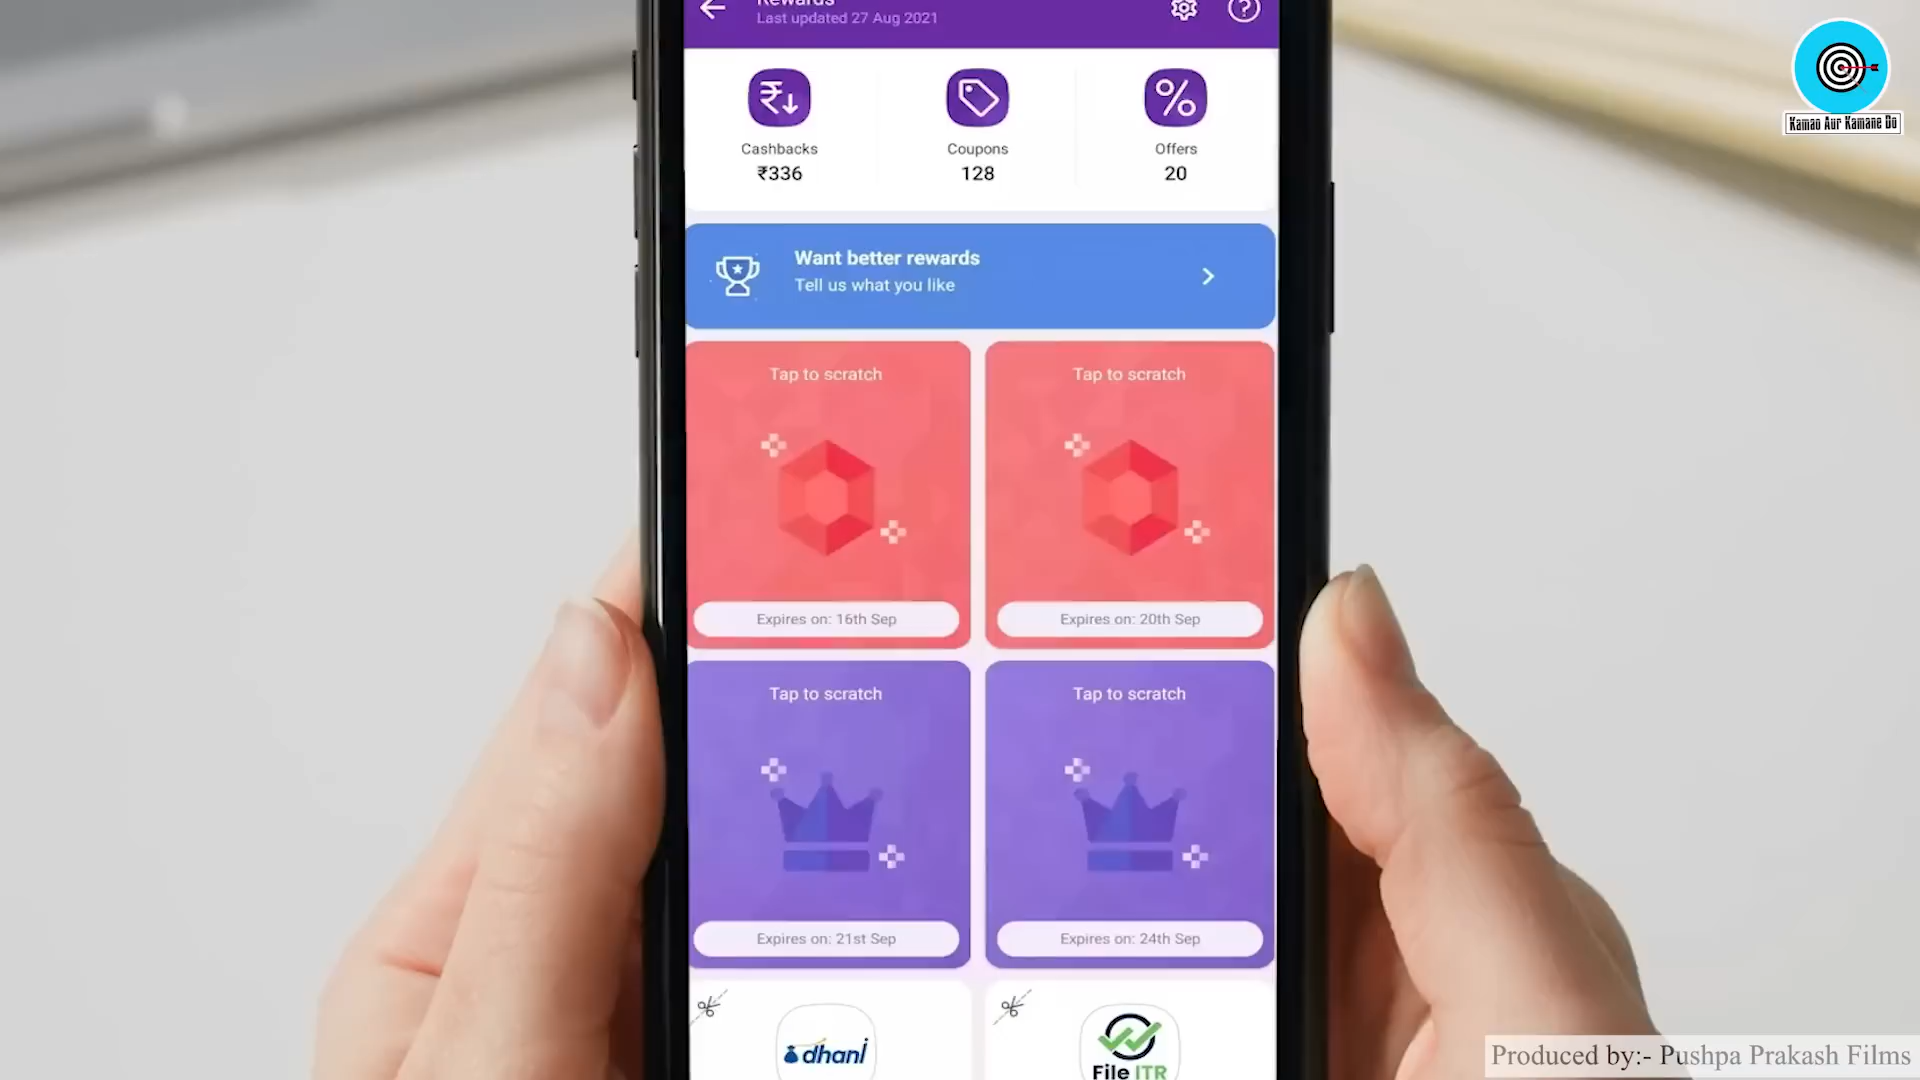 Rewards
Last updated 27 Aug 2021
Cashbacks
₹336
Coupons
128
Offers
20
Want better rewards
Tell us what you like
Tap to scratch
Expires on: 16th Sep
Tap to scratch
Expires on: 20th Sep
Tap to scratch
Expires on: 21st Sep
Tap to scratch
Expires on: 24th Sep
dhani
File ITR
Kamao Aur Kamane Do
Produced by:- Pushpa Prakash Films